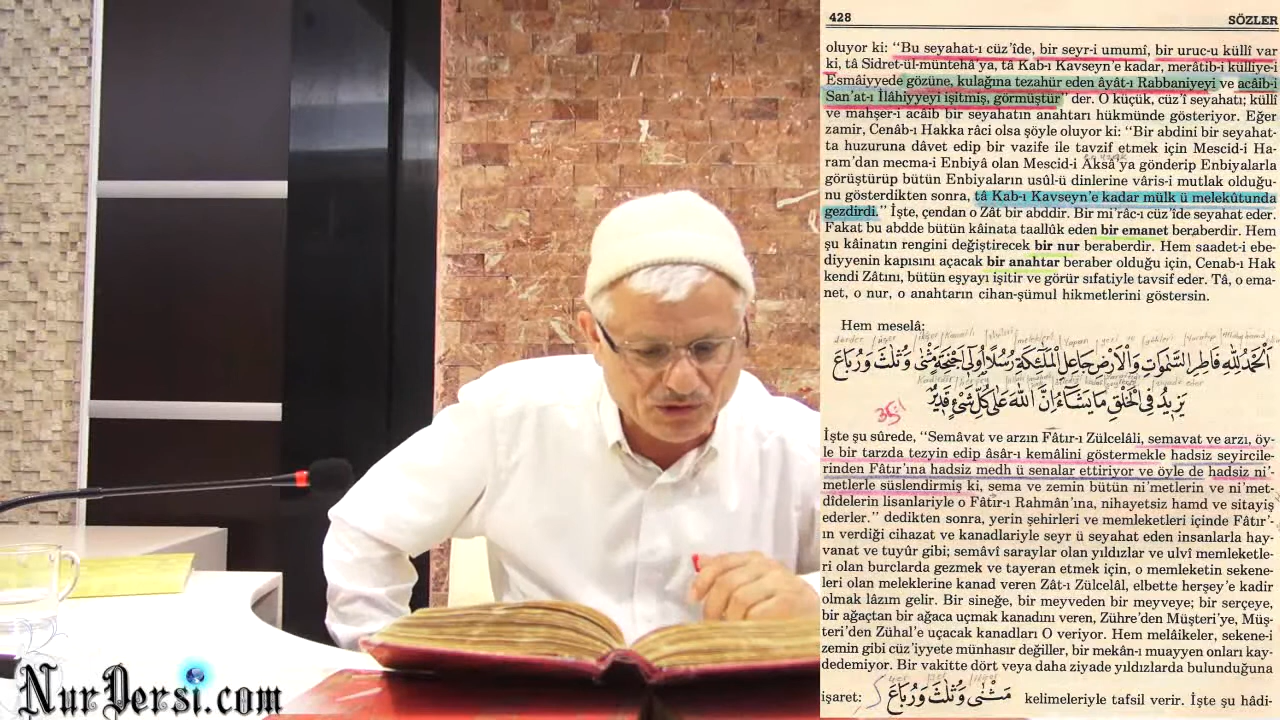 428 SÖZLER
oluyor ki: "Bu seyahat-ı cüz'îde, bir seyr-i umumî, bir uruc-u küllî var
ki, tâ Sidret-ül-müntehâ'ya, tâ Kab-ı Kavseyn'e kadar, merâtib-i külliye-i
Esmâiyyede gözüne, kulağına tezahür eden âyât-ı Rabbaniyeyi ve acâib-i
San'at-ı İlâhiyyeyi işitmiş, görmüştür" der. O küçük, cüz'î seyahatı; küllî
ve mahşer-i acâib bir seyahatın anahtarı hükmünde gösteriyor. Eğer
zamir, Cenâb-ı Hakka râci olsa şöyle oluyor ki: "Bir abdini bir seyahat-
ta huzuruna dâvet edip bir vazife ile tavzif etmek için Mescid-i Ha-
ram'dan mecma-i Enbiyâ olan Mescid-i Aksâ'ya gönderip Enbiyalarla
görüştürüp bütün Enbiyaların usûl-ü dinlerine vâris-i mutlak olduğu-
nu gösterdikten sonra, tâ Kab-ı Kavseyn'e kadar mülk ü melekûtunda
gezdirdi." İşte, çendan o Zât bir abddir. Bir mi'râc-ı cüz'îde seyahat eder.
Fakat bu abdde bütün kâinata taallûk eden bir emanet beraberdir. Hem
şu kâinatın rengini değiştirecek bir nur beraberdir. Hem saadet-i ebe-
diyyenin kapısını açacak bir anahtar beraber olduğu için, Cenab-ı Hak
kendi Zâtını, bütün eşyayı işitir ve görür sıfatiyle tavsif eder. Tâ, o ema-
net, o nur, o anahtarın cihan-şümul hikmetlerini göstersin.
Hem meselâ:
اَلْحَمْدُ لِلّٰهِ فَاطِرِ السَّمٰوَاتِ وَالْاَرْضِ جَاعِلِ الْمَلٰٓئِكَةِ رُسُلًا اُولٓى اَجْنِحَةٍ مَثْنٰى وَثُلٰثَ وَرُبَاعَ
يَزٖيدُ فِى الْخَلْقِ مَا يَشَٓاءُ اِنَّ اللّٰهَ عَلٰى كُلِّ شَىْءٍ قَدٖيرٌ
35:1
İşte şu sûrede, "Semâvat ve arzın Fâtır-ı Zülcelâli, semavat ve arzı, öy-
le bir tarzda tezyin edip âsâr-ı kemâlini göstermekle hadsiz seyircile-
rinden Fâtır'ına hadsiz medh ü senalar ettiriyor ve öyle de hadsiz ni'-
metlerle süslendirmiş ki, sema ve zemin bütün ni'metlerin ve ni'met-
dîdelerin lisanlariyle o Fâtır-ı Rahmân'ına, nihayetsiz hamd ve sitayiş
ederler." dedikten sonra, yerin şehirleri ve memleketleri içinde Fâtır'-
ın verdiği cihazat ve kanadlariyle seyr ü seyahat eden insanlarla hay-
vanat ve tuyûr gibi; semâvî saraylar olan yıldızlar ve ulvî memleketle-
ri olan burclarda gezmek ve tayeran etmek için, o memleketin sekene-
leri olan meleklerine kanad veren Zât-ı Zülcelâl, elbette herşey'e kadir
olmak lâzım gelir. Bir sineğe, bir meyveden bir meyveye; bir serçeye,
bir ağaçtan bir ağaca uçmak kanadını veren, Zühre'den Müşteri'ye, Müş-
teri'den Zühal'e uçacak kanadları O veriyor. Hem melâikeler, sekene-i
zemin gibi cüz'iyyete münhasır değiller, bir mekân-ı muayyen onları kay-
dedemiyor. Bir vakitte dört veya daha ziyade yıldızlarda bulunduğuna
işaret: مَثْنٰى وَثُلٰثَ وَرُبَاعَ kelimeleriyle tafsil verir. İşte şu hâdi-
NurDersi.com